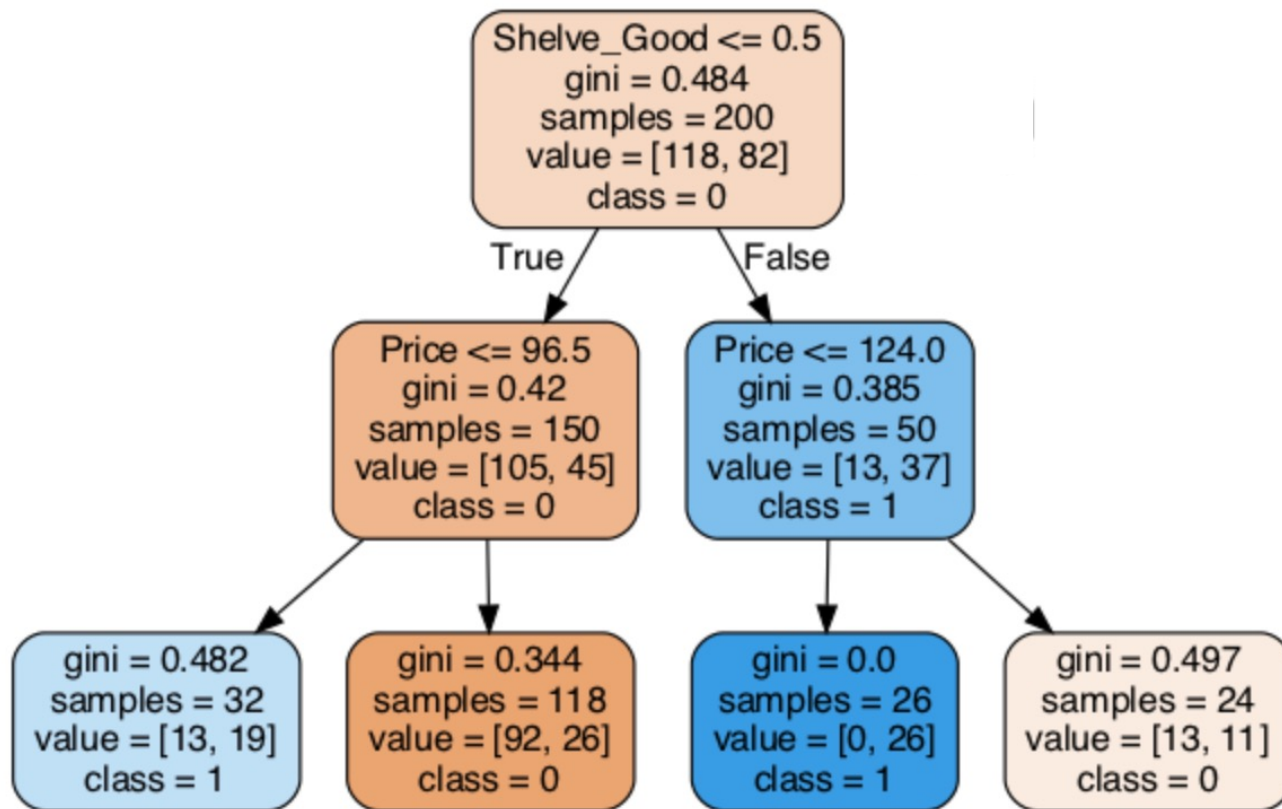 Shelve_Good <= 0.5
gini = 0.484
samples = 200
value = [118, 82]
class = 0
True
False
Price <= 96.5
gini = 0.42
samples = 150
value = [105, 45]
class = 0
Price <= 124.0
gini = 0.385
samples = 50
value = [13, 37]
class = 1
gini = 0.482
samples = 32
value = [13, 19]
class = 1
gini = 0.344
samples = 118
value = [92, 26]
class = 0
gini = 0.0
samples = 26
value = [0, 26]
class = 1
gini = 0.497
samples = 24
value = [13, 11]
class = 0